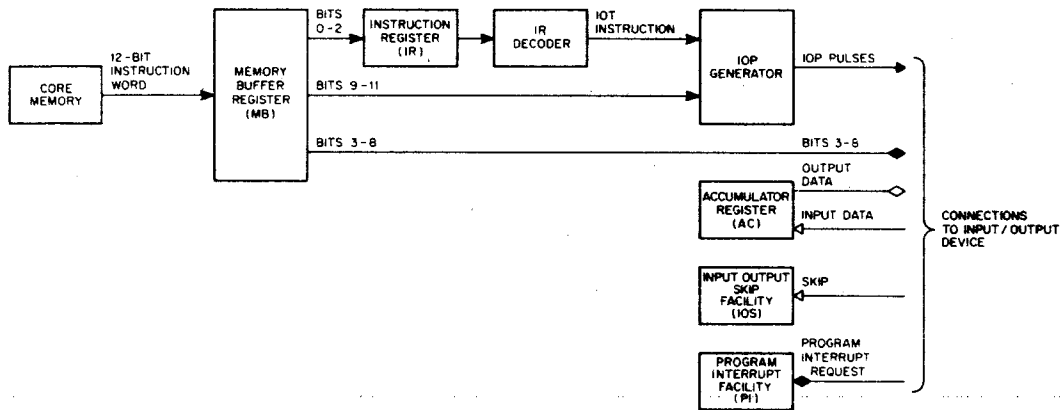 CORE
MEMORY
12-BIT
INSTRUCTION
WORD
MEMORY
BUFFER
REGISTER
(MB)
BITS
0-2
INSTRUCTION
REGISTER
(IR)
IR
DECODER
IOT
INSTRUCTION
IOP
GENERATOR
IOP PULSES
BITS 9-11
BITS 3-8
BITS 3-8
OUTPUT
DATA
ACCUMULATOR
REGISTER
(AC)
INPUT DATA
CONNECTIONS
TO INPUT/OUTPUT
DEVICE
INPUT OUTPUT
SKIP
FACILITY
(IOS)
SKIP
PROGRAM
INTERRUPT
REQUEST
PROGRAM
INTERRUPT
FACILITY
(PI)